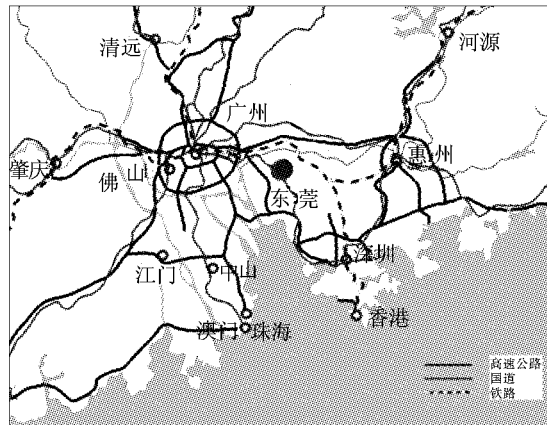 清远
河源
广州
肇庆
佛山
惠州
东莞
深圳
江门
中山
香港
澳门
珠海
高速公路
国道
铁路